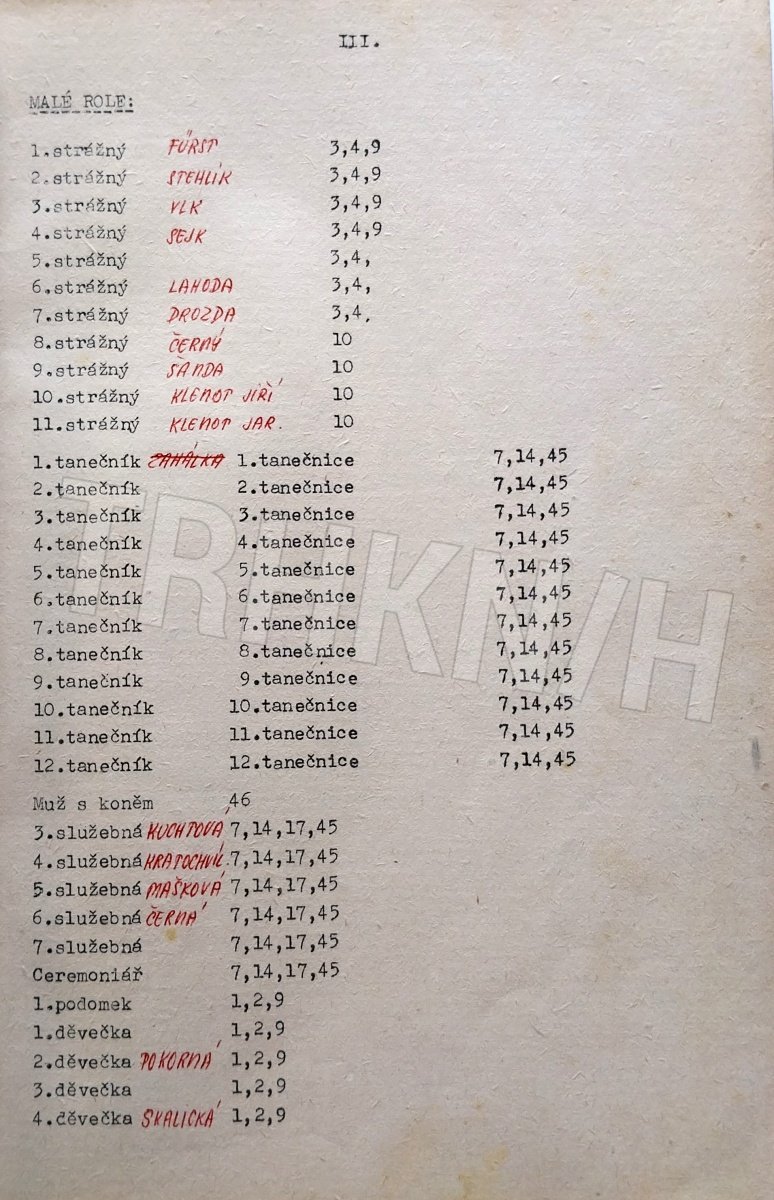 III.
MALÉ ROLE:
1.strážný FÜRST 3,4,9
2.strážný STEHLÍK 3,4,9
3.strážný VLK 3,4,9
4.strážný SEJK 3,4,9
5.strážný 3,4,
6.strážný LAHODA 3,4,
7.strážný DROZDA 3,4.
8.strážný ČERNÝ 10
9.strážný ŠANDA 10
10.strážný KLENOT JIŘÍ 10
11.strážný KLENOT JAR. 10
1.tanečník ZAHÁLKA 1.tanečnice 7,14,45
2.tanečník 2.tanečnice 7,14,45
3.tanečník 3.tanečnice 7,14,45
4.tanečník 4.tanečnice 7,14,45
5.tanečník 5.tanečnice 7,14,45
6.tanečník 6.tanečnice 7,14,45
7.tanečník 7.tanečnice 7,14,45
8.tanečník 8.tanečnice 7,14,45
9.tanečník 9.tanečnice 7,14,45
10.tanečník 10.tanečnice 7,14,45
11.tanečník 11.tanečnice 7,14,45
12.tanečník 12.tanečnice 7,14,45
Muž s koněm 46
3.služebná KUCHTOVÁ 7,14,17,45
4.služebná KRATOCHVÍL. 7,14,17,45
5.služebná MAŠKOVÁ 7,14,17,45
6.služebná ČERNÁ 7,14,17,45
7.služebná 7,14,17,45
Ceremoniář 7,14,17,45
1.podomek 1,2,9
1.děvečka 1,2,9
2.děvečka POKORNÁ 1,2,9
3.děvečka 1,2,9
4.děvečka SKALICKÁ 1,2,9